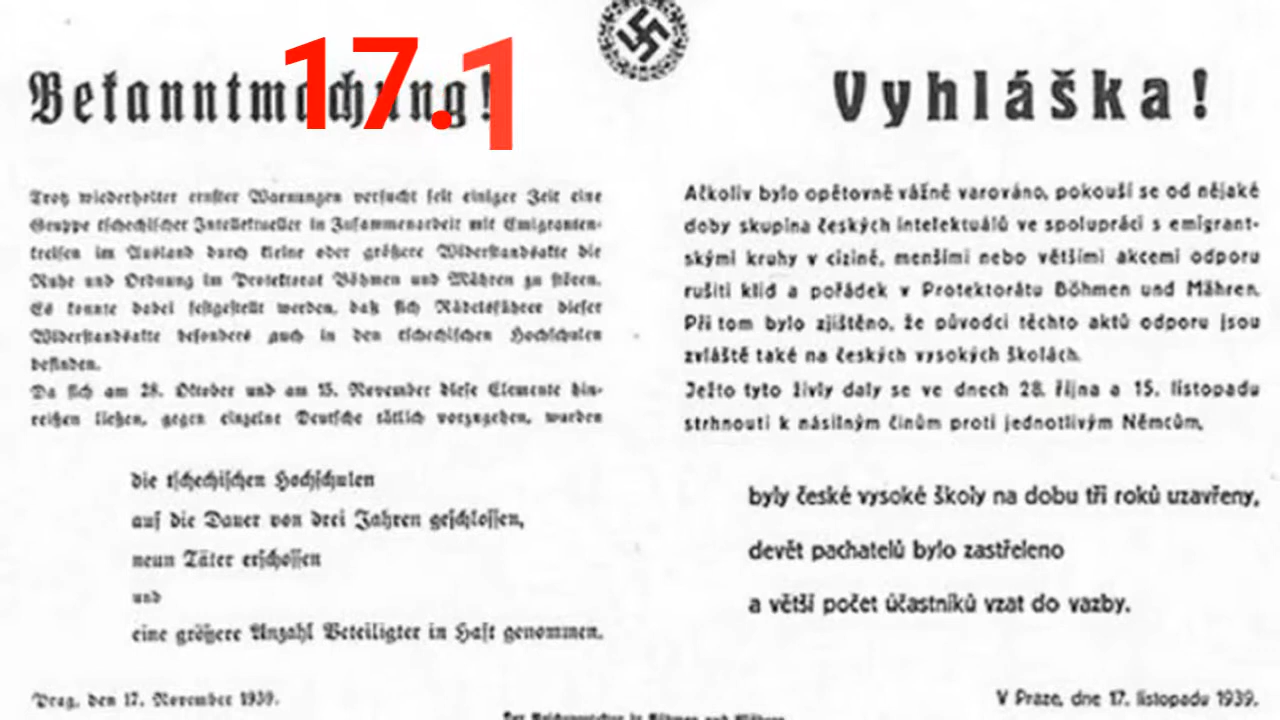 17.1
Bekanntmachung!
Trotz wiederholter ernster Warnungen versucht seit einiger Zeit eine
Gruppe tschechischer Intellektueller in Zusammenarbeit mit Emigranten-
kreisen im Ausland durch kleine oder größere Widerstandsakte die
Ruhe und Ordnung im Protektorat Böhmen und Mähren zu stören.
Es konnte dabei festgestellt werden, daß sich Rädelsführer dieser
Widerstandsakte besonders auch in den tschechischen Hochschulen
befinden.
Da sich am 28. Oktober und am 15. November diese Elemente hin-
reißen ließen, gegen einzelne Deutsche tätlich vorzugehen, wurden
die tschechischen Hochschulen
auf die Dauer von drei Jahren geschlossen,
neun Täter erschossen
und
eine größere Anzahl Beteiligter in Haft genommen.
Prag, den 17. November 1939.
Vyhláška!
Ačkoliv bylo opětovně vážně varováno, pokouší se od nějaké
doby skupina českých intelektuálů ve spolupráci s emigrant-
skými kruhy v cizině, menšími nebo většími akcemi odporu
rušiti klid a pořádek v Protektorátu Böhmen und Mähren.
Při tom bylo zjištěno, že původci těchto aktů odporu jsou
zvláště také na českých vysokých školách.
Ježto tyto živly daly se ve dnech 28. října a 15. listopadu
strhnouti k násilným činům proti jednotlivým Němcům,
byly české vysoké školy na dobu tří roků uzavřeny,
devět pachatelů bylo zastřeleno
a větší počet účastníků vzat do vazby.
V Praze, dne 17. listopadu 1939.
Der Reichsprotektor in Böhmen und Mähren